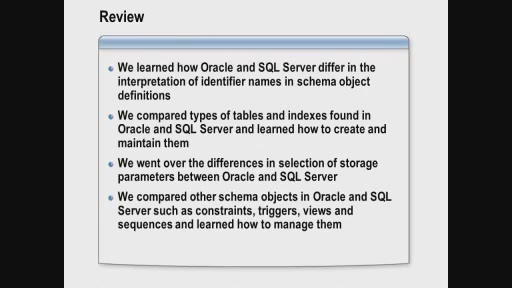 Review
We learned how Oracle and SQL Server differ in the
interpretation of identifier names in schema object
definitions
We compared types of tables and indexes found in
Oracle and SQL Server and learned how to create and
maintain them
We went over the differences in selection of storage
parameters between Oracle and SQL Server
We compared other schema objects in Oracle and SQL
Server such as constraints, triggers, views and
sequences and learned how to manage them